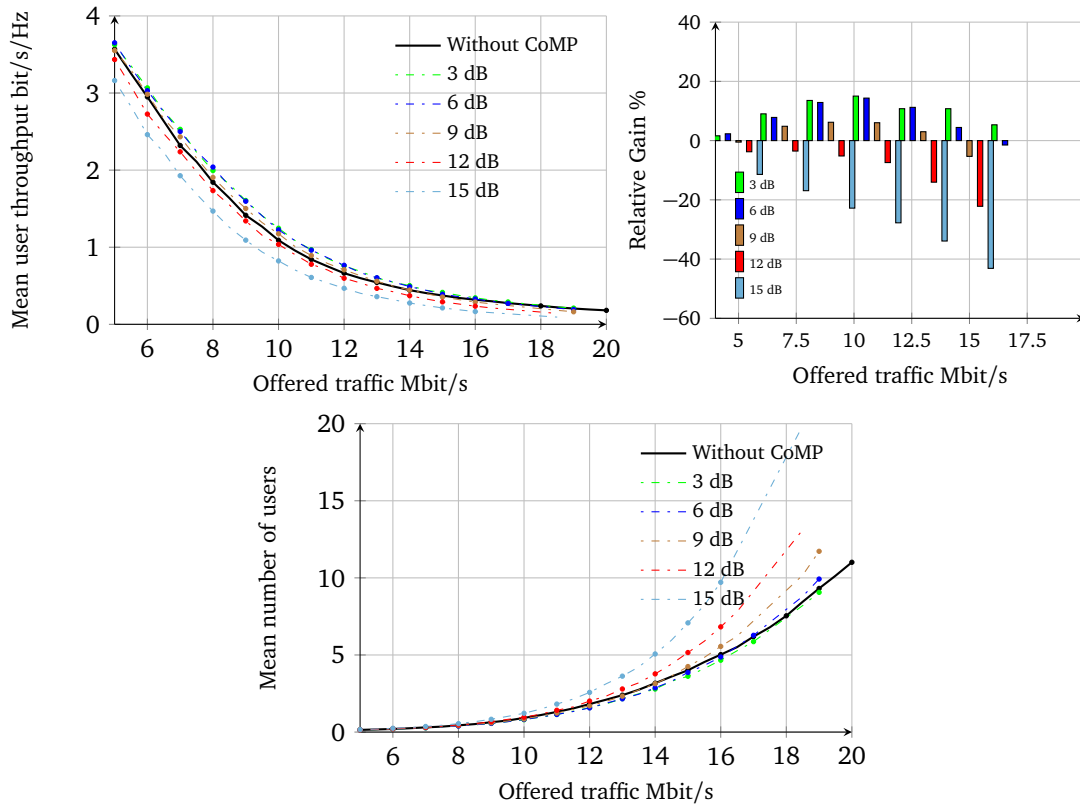 Mean user throughput bit/s/Hz
4
3
2
1
0
6 8 10 12 14 16 18 20
Offered traffic Mbit/s
Without CoMP
3 dB
6 dB
9 dB
12 dB
15 dB
Relative Gain %
40
20
0
−20
−40
−60
5 7.5 10 12.5 15 17.5
Offered traffic Mbit/s
3 dB
6 dB
9 dB
12 dB
15 dB
Mean number of users
20
15
10
5
0
6 8 10 12 14 16 18 20
Offered traffic Mbit/s
Without CoMP
3 dB
6 dB
9 dB
12 dB
15 dB